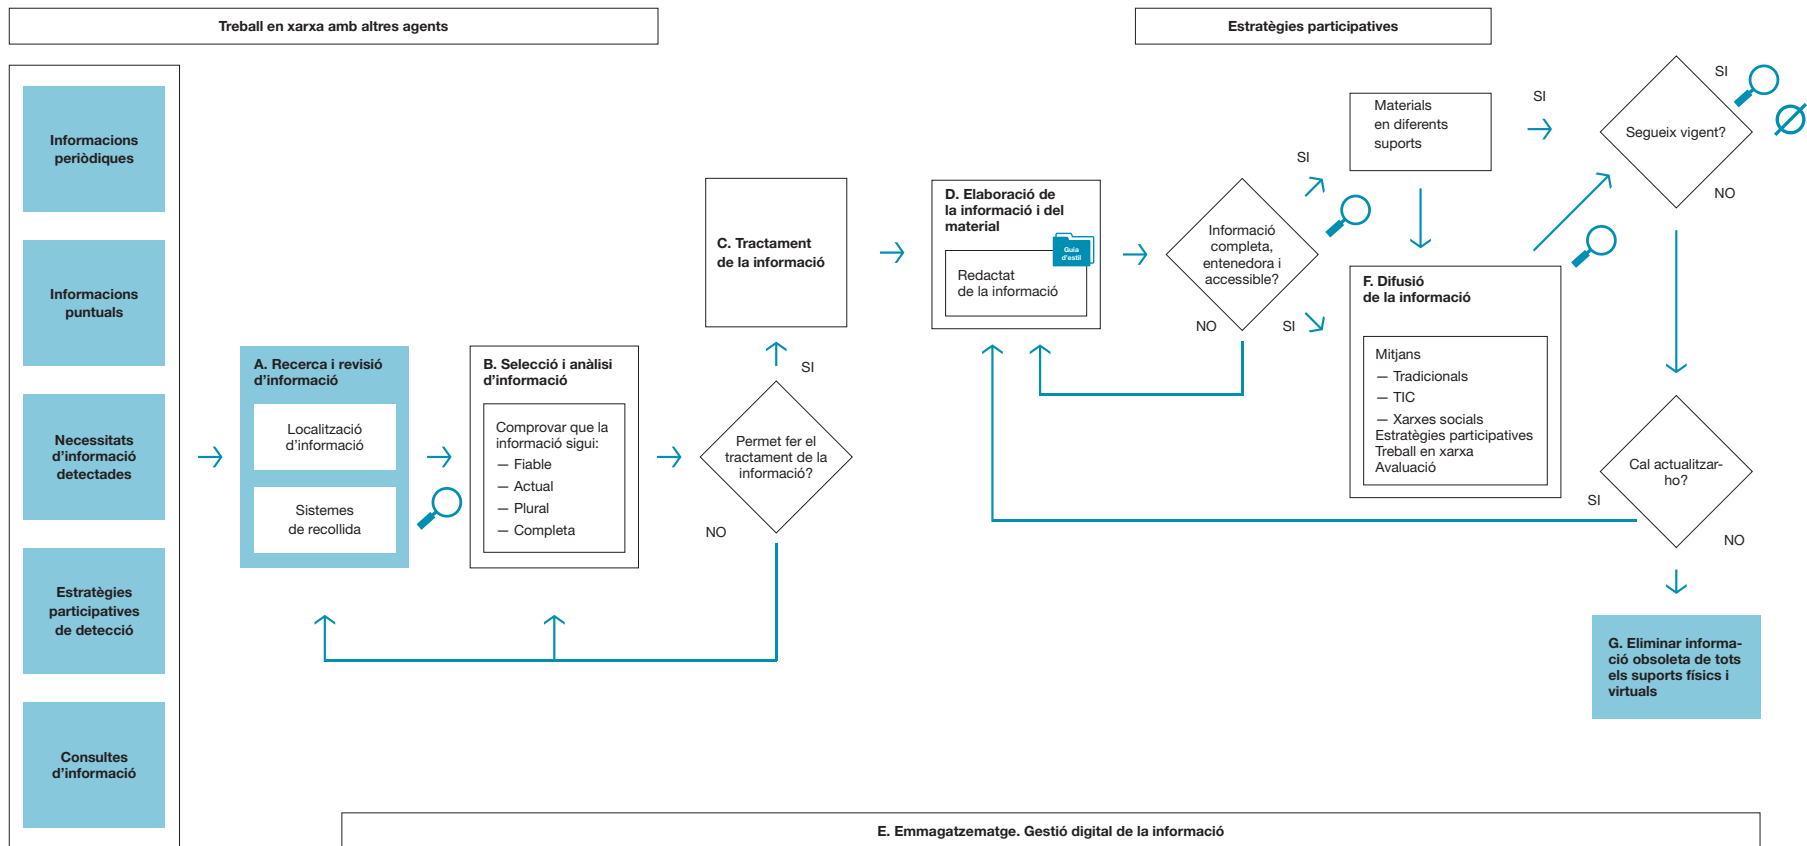 Treball en xarxa amb altres agents
Estratègies participatives
Informacions
periòdiques
Informacions
puntuals
Necessitats
d’informació
detectades
Estratègies
participatives
de detecció
Consultes
d’informació
A. Recerca i revisió
d’informació
Localització
d’informació
Sistemes
de recollida
B. Selecció i anàlisi
d’informació
Comprovar que la
informació sigui:
— Fiable
— Actual
— Plural
— Completa
Permet fer el
tractament de la
informació?
SI
NO
C. Tractament
de la informació
D. Elaboració de
la informació i del
material
Guia
d’estil
Redactat
de la informació
Informació
completa,
entenedora i
accessible?
SI
NO
SI
Materials
en diferents
suports
SI
F. Difusió
de la informació
Mitjans
— Tradicionals
— TIC
— Xarxes socials
Estratègies participatives
Treball en xarxa
Avaluació
Segueix vigent?
SI
NO
Cal actualitzar-
ho?
SI
NO
G. Eliminar informa-
ció obsoleta de tots
els suports físics i
virtuals
E. Emmagatzematge. Gestió digital de la informació